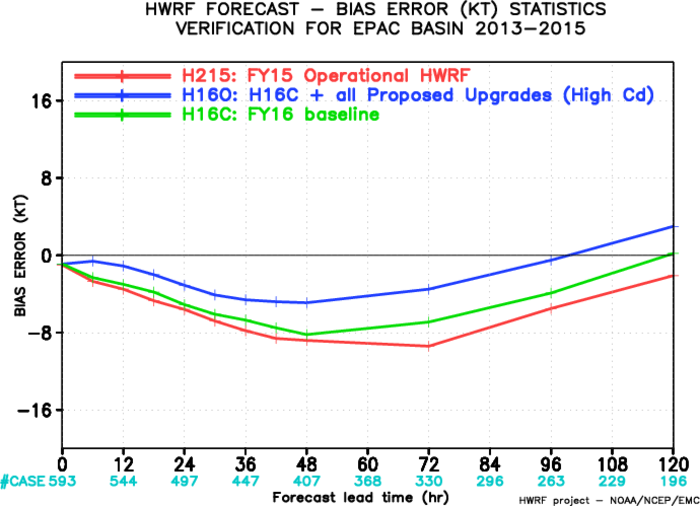 HWRF FORECAST – BIAS ERROR (KT) STATISTICS
VERIFICATION FOR EPAC BASIN 2013–2015
H215: FY15 Operational HWRF
H16O: H16C + all Proposed Upgrades (High Cd)
H16C: FY16 baseline
BIAS ERROR (KT)
16
8
0
–8
–16
0 12 24 36 48 60 72 84 96 108 120
#CASE 593 544 497 447 407 368 330 296 263 229 196
Forecast lead time (hr)
HWRF project – NOAA/NCEP/EMC